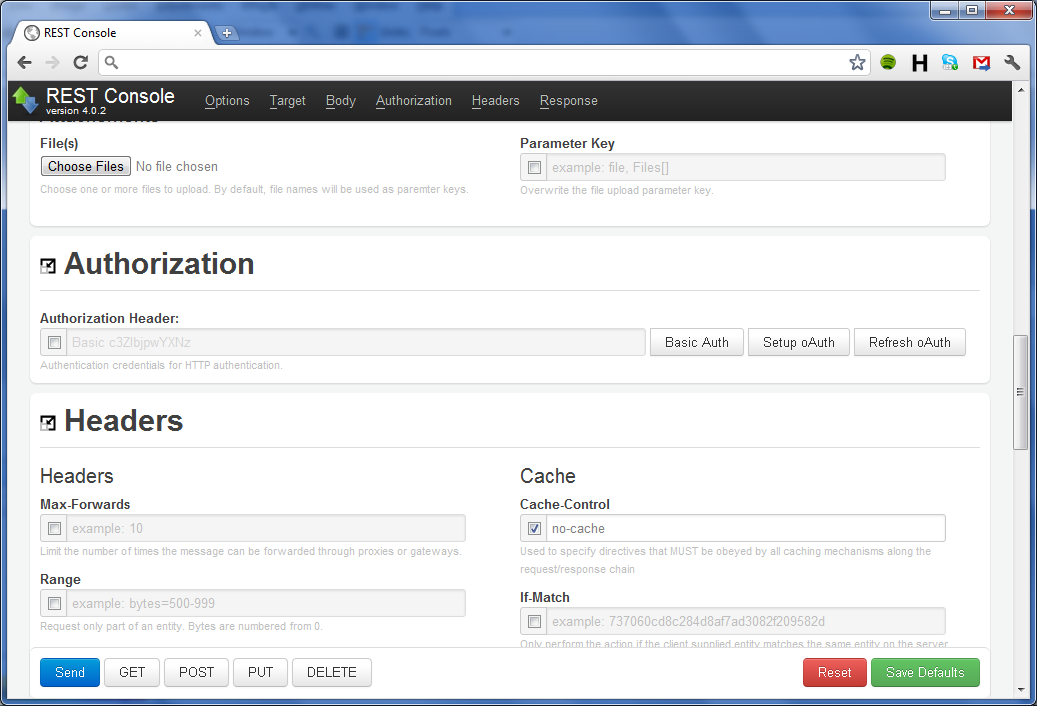 REST Console
REST Console
version 4.0.2
Options Target Body Authorization Headers Response
File(s)
Choose Files No file chosen
Choose one or more files to upload. By default, file names will be used as paremter keys.
Parameter Key
example: file, Files[]
Overwrite the file upload parameter key.
Authorization
Authorization Header:
Basic c3ZlbjpwYXNz
Basic Auth Setup oAuth Refresh oAuth
Authentication credentials for HTTP authentication.
Headers
Headers
Max-Forwards
example: 10
Limit the number of times the message can be forwarded through proxies or gateways.
Range
example: bytes=500-999
Request only part of an entity. Bytes are numbered from 0.
Cache
Cache-Control
no-cache
Used to specify directives that MUST be obeyed by all caching mechanisms along the
request/response chain
If-Match
example: 737060cd8c284d8af7ad3082f209582d
Only perform the action if the client supplied entity matches the same entity on the server
Send GET POST PUT DELETE Reset Save Defaults